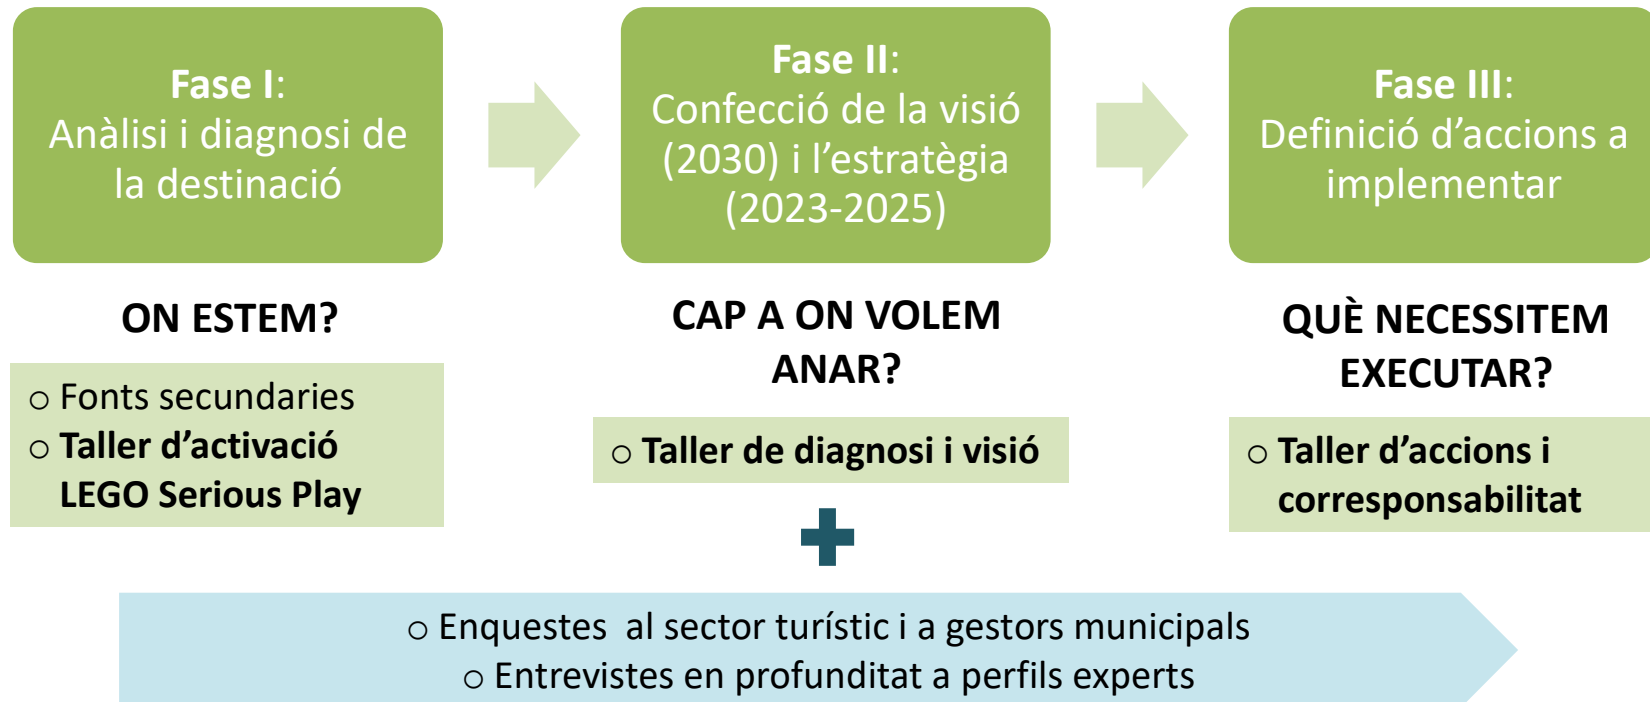 Fase I:
Anàlisi i diagnosi de
la destinació
Fase II:
Confecció de la visió
(2030) i l’estratègia
(2023-2025)
Fase III:
Definició d’accions a
implementar
ON ESTEM?
○ Fonts secundaries
○ Taller d’activació
LEGO Serious Play
CAP A ON VOLEM
ANAR?
○ Taller de diagnosi i visió
QUÈ NECESSITEM
EXECUTAR?
○ Taller d’accions i
corresponsabilitat
○ Enquestes al sector turístic i a gestors municipals
○ Entrevistes en profunditat a perfils experts